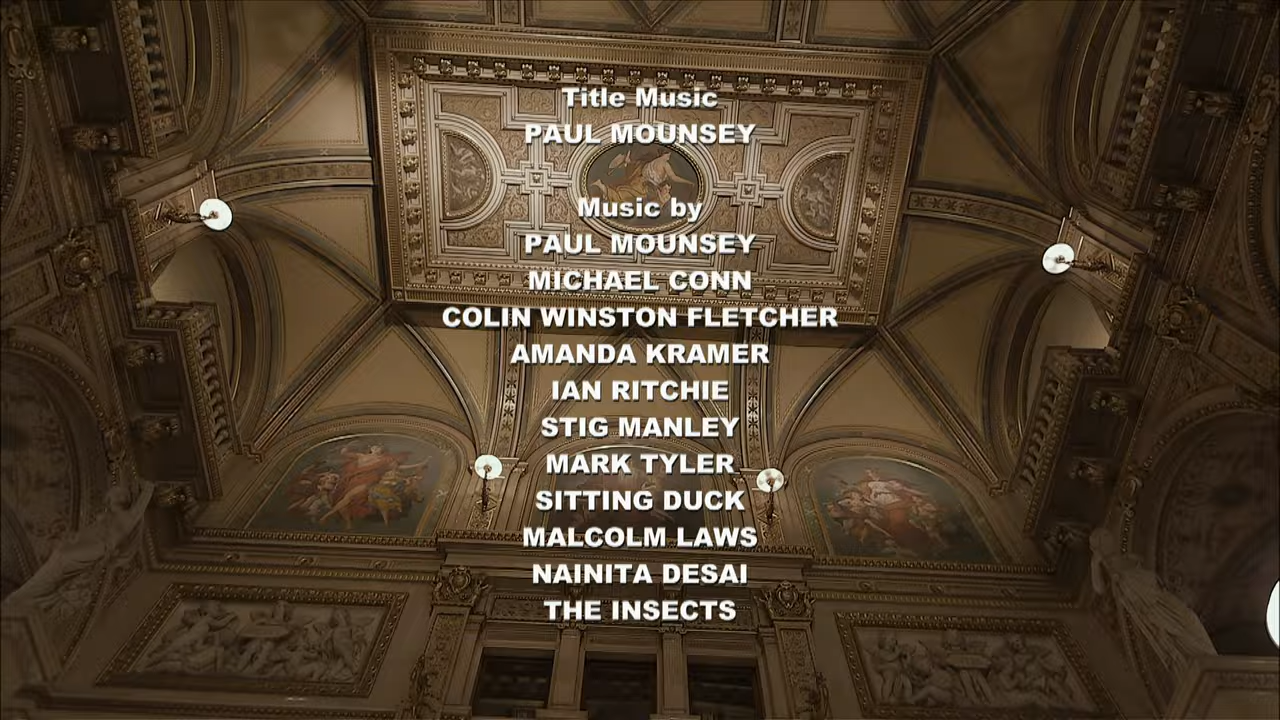 Title Music
PAUL MOUNSEY
Music by
PAUL MOUNSEY
MICHAEL CONN
COLIN WINSTON FLETCHER
AMANDA KRAMER
IAN RITCHIE
STIG MANLEY
MARK TYLER
SITTING DUCK
MALCOLM LAWS
NAINITA DESAI
THE INSECTS